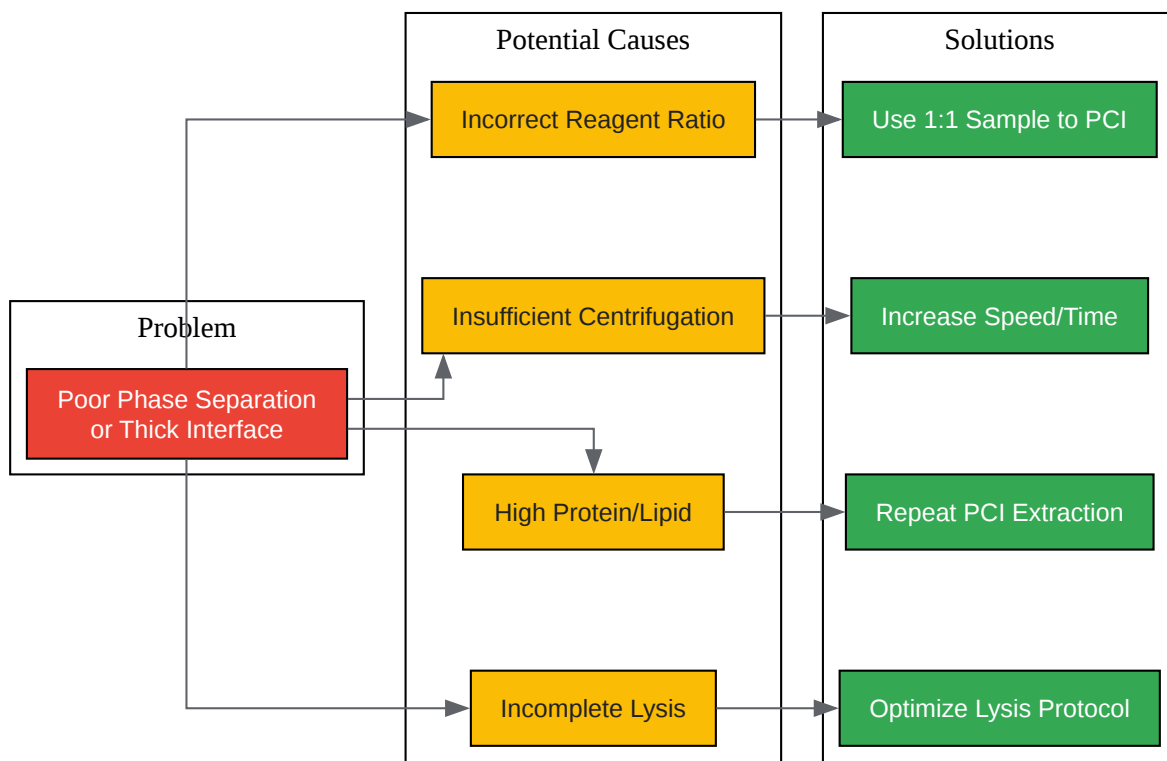 Potential Causes
Solutions
Incorrect Reagent Ratio
Use 1:1 Sample to PCI
Insufficient Centrifugation
Increase Speed/Time
Problem
Poor Phase Separation
or Thick Interface
High Protein/Lipid
Repeat PCI Extraction
Incomplete Lysis
Optimize Lysis Protocol